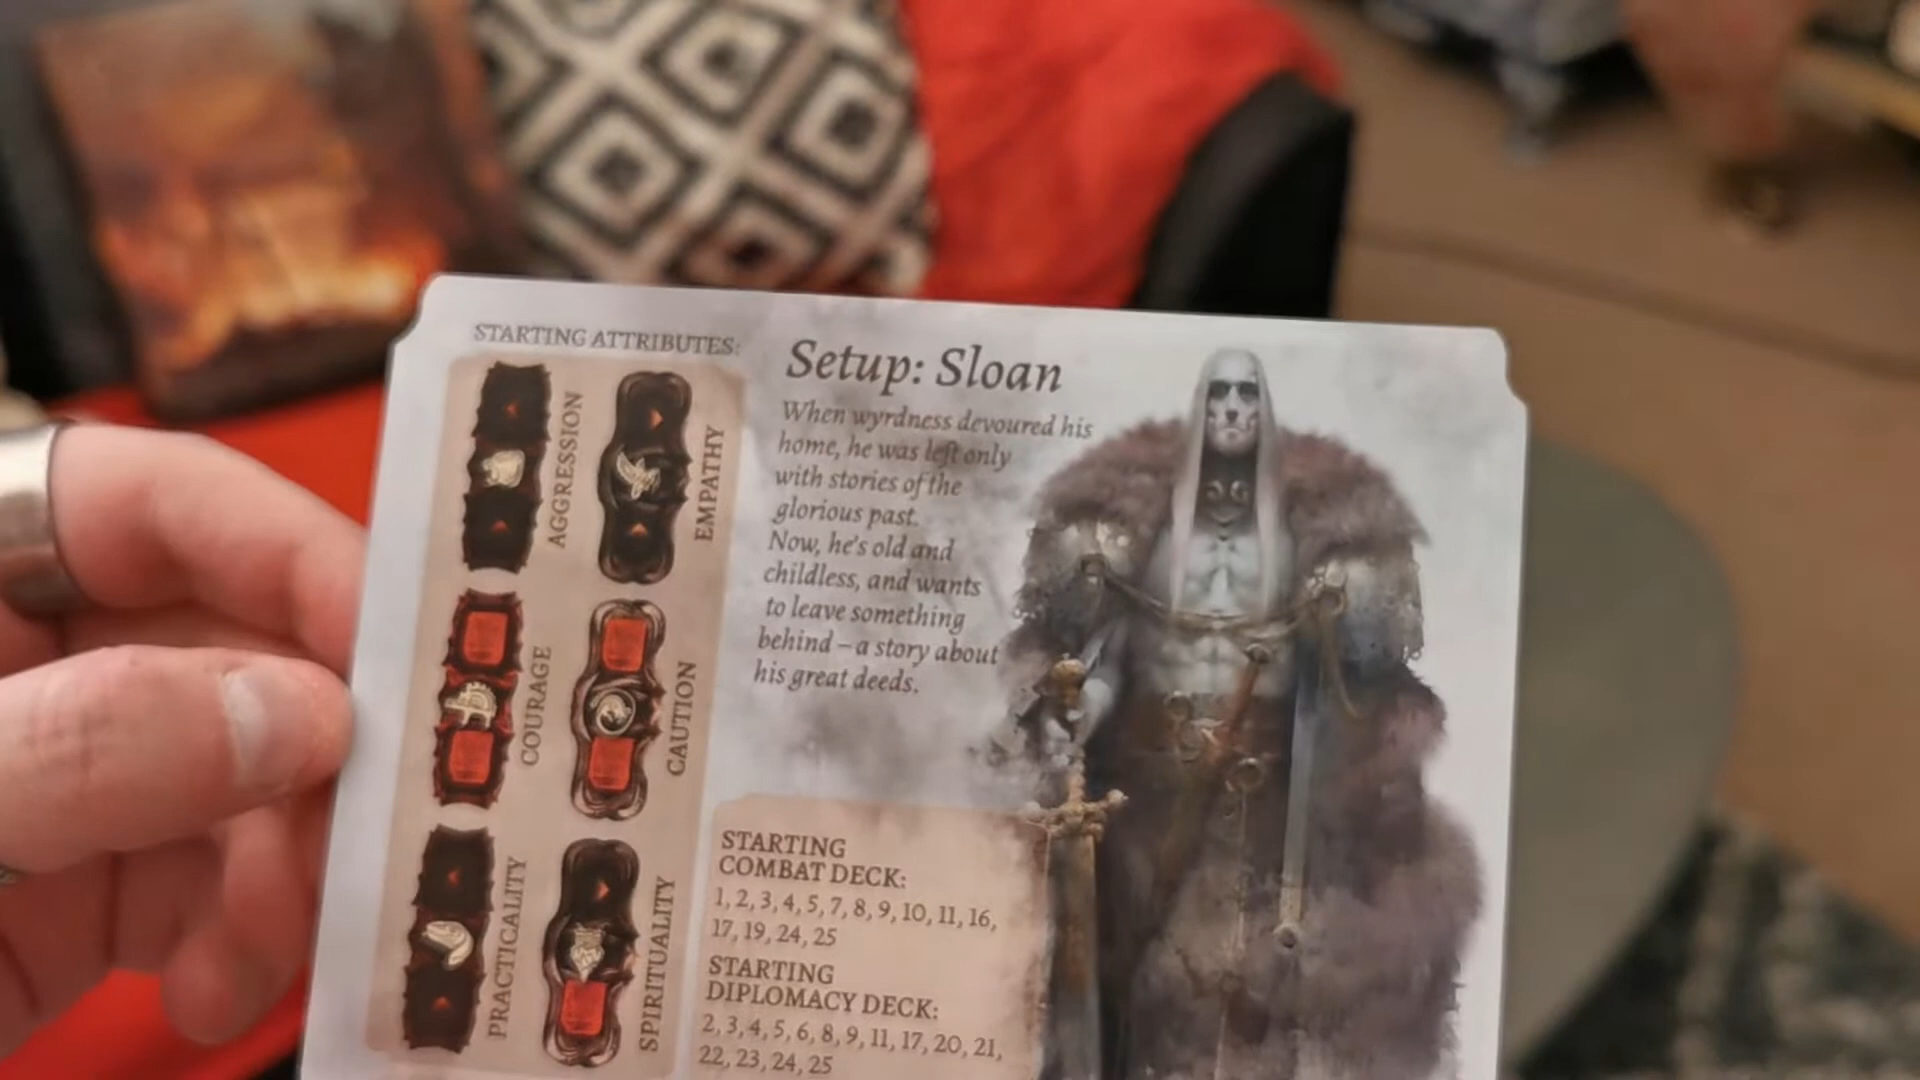 STARTING ATTRIBUTES:
AGGRESSION
EMPATHY
COURAGE
CAUTION
PRACTICALITY
SPIRITUALITY
Setup: Sloan
When wyrdness devoured his
home, he was left only
with stories of the
glorious past.
Now, he's old and
childless, and wants
to leave something
behind – a story about
his great deeds.
STARTING
COMBAT DECK:
1, 2, 3, 4, 5, 7, 8, 9, 10, 11, 16,
17, 19, 24, 25
STARTING
DIPLOMACY DECK:
2, 3, 4, 5, 6, 8, 9, 11, 17, 20, 21,
22, 23, 24, 25